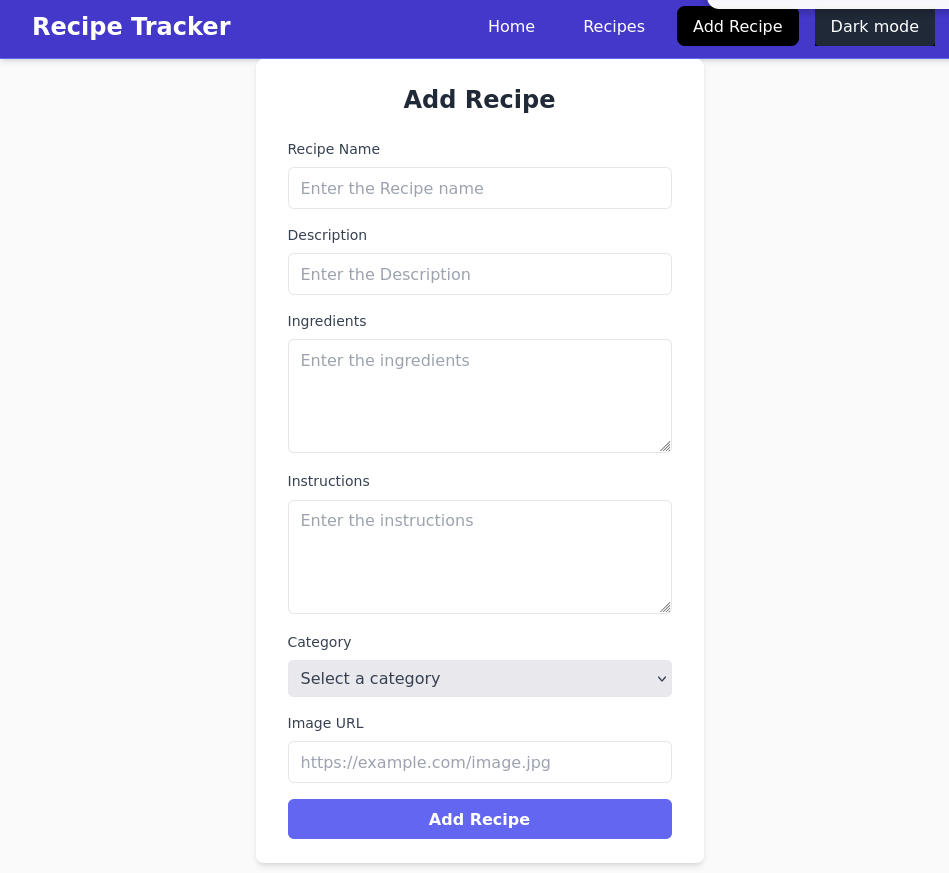 Recipe Tracker Home Recipes Add Recipe Dark mode
Add Recipe
Recipe Name
Enter the Recipe name
Description
Enter the Description
Ingredients
Enter the ingredients
Instructions
Enter the instructions
Category
Select a category
Image URL
https://example.com/image.jpg
Add Recipe